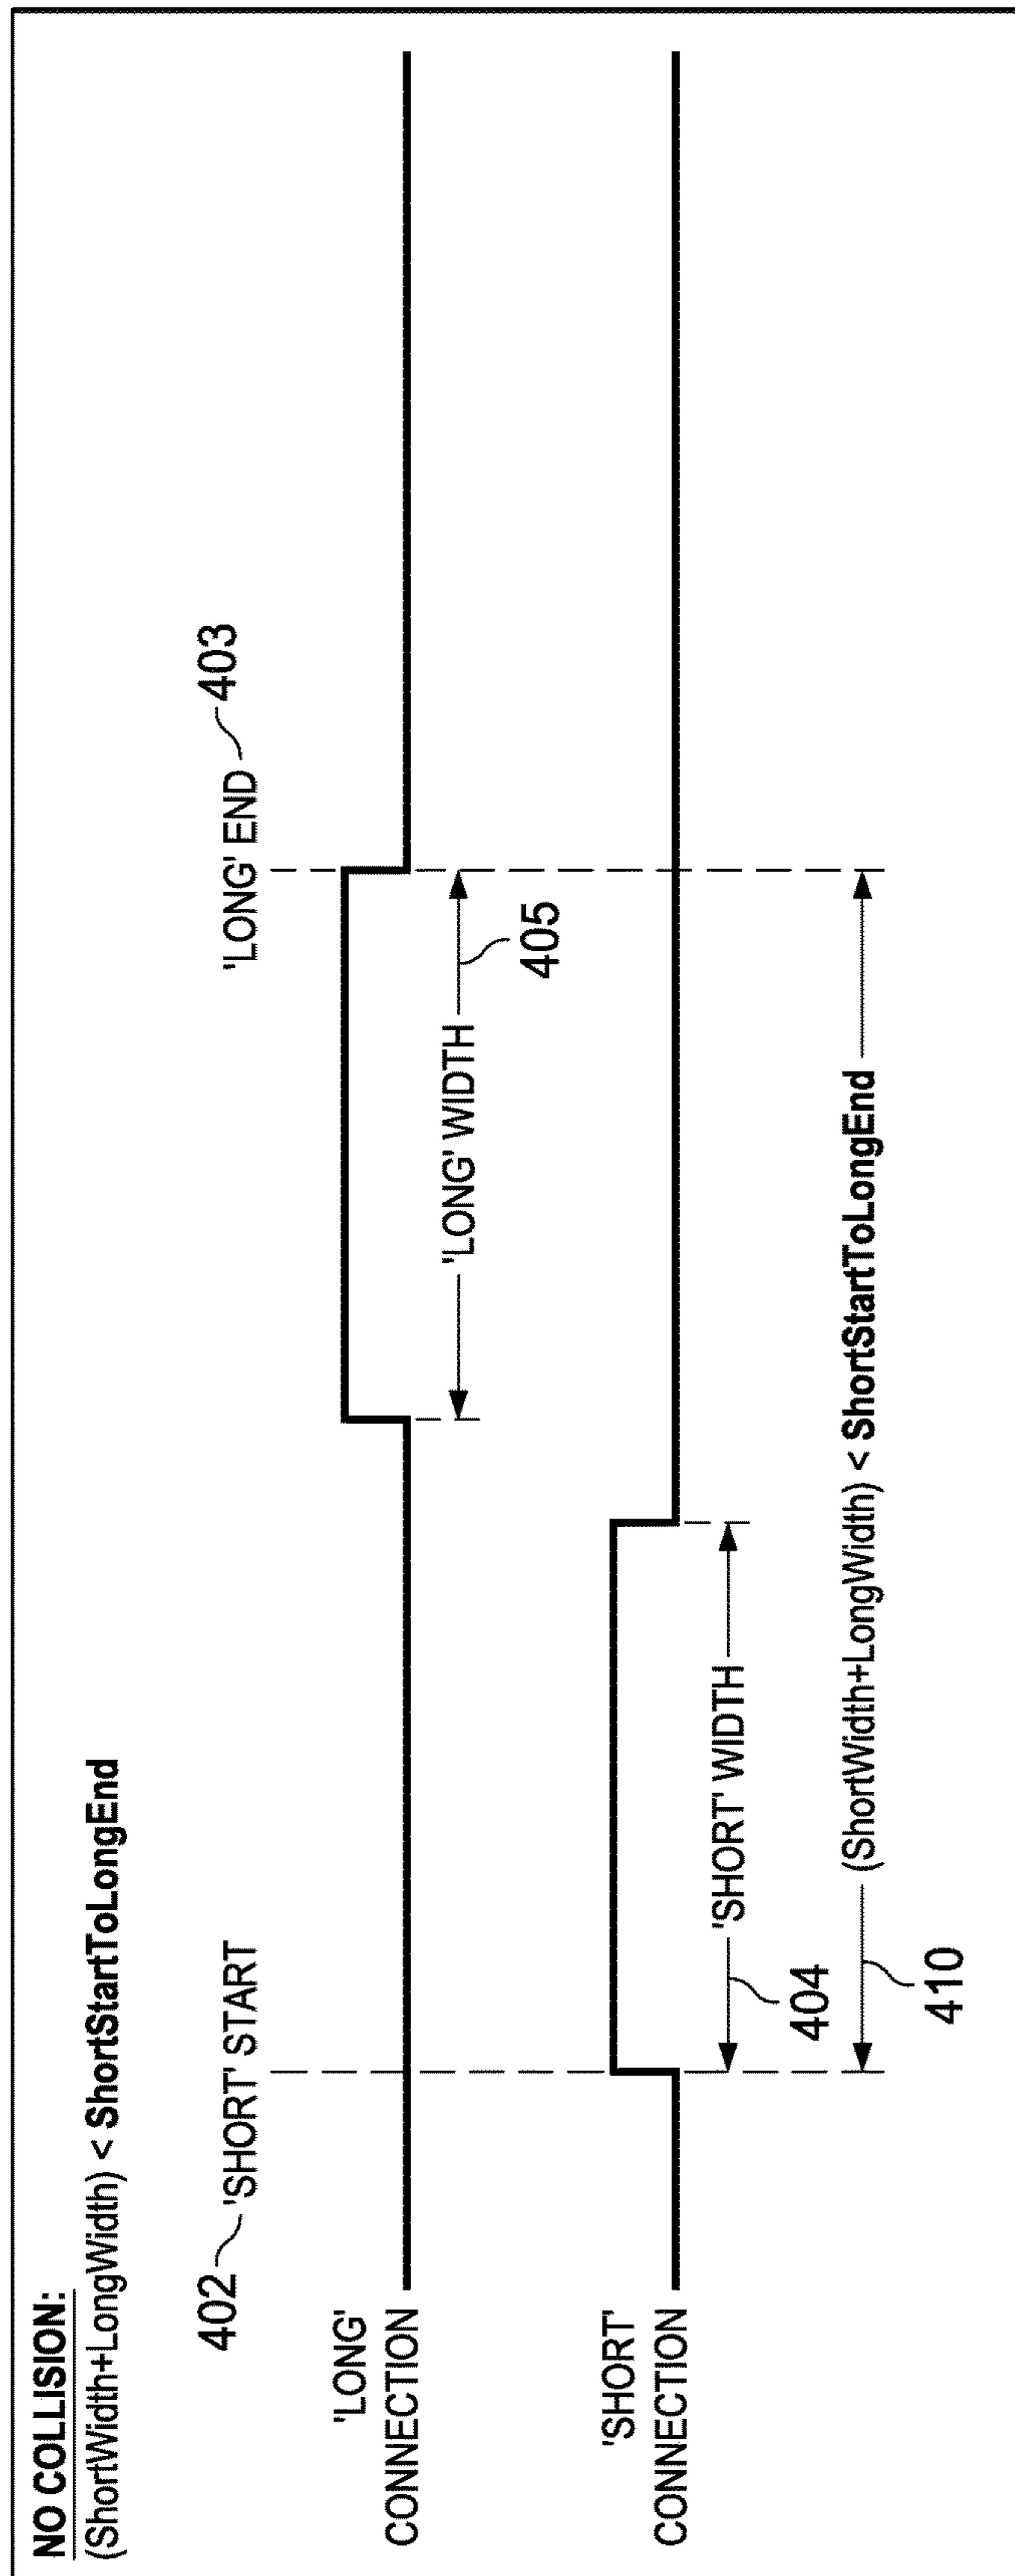 NO COLLISION:
(ShortWidth+LongWidth) < ShortStartToLongEnd
402 'SHORT' START
'LONG' END 403
'LONG'
CONNECTION
'LONG' WIDTH
405
'SHORT'
CONNECTION
'SHORT' WIDTH
404
(ShortWidth+LongWidth) < ShortStartToLongEnd
410